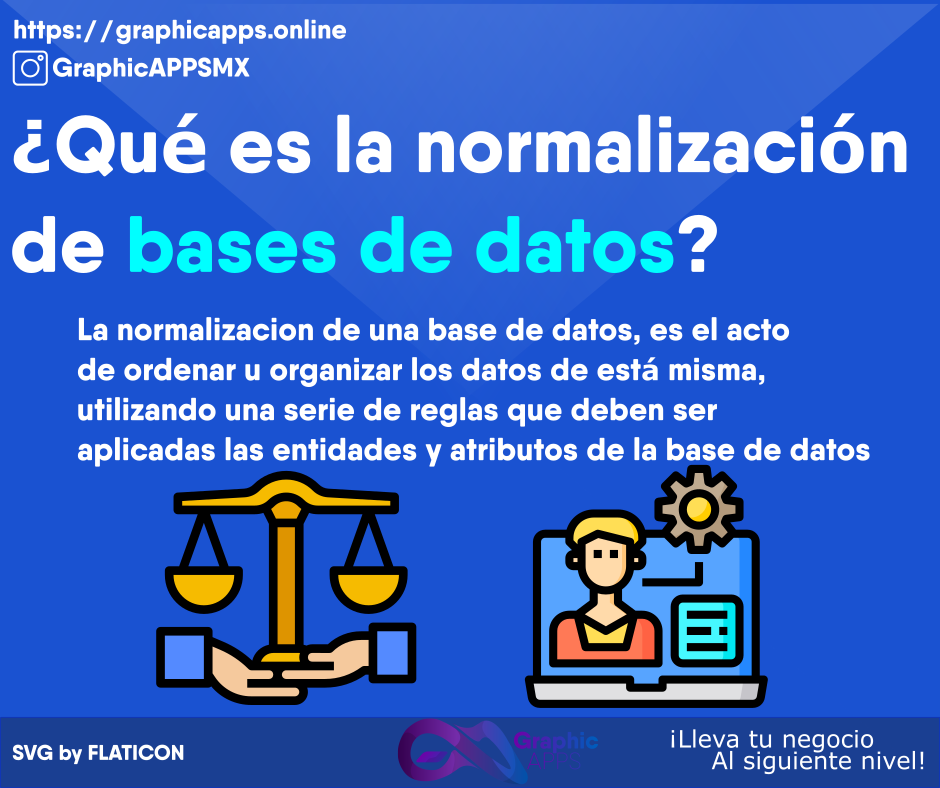 https://graphicapps.online
GraphicAPPSMX
¿Qué es la normalización
de bases de datos?
La normalizacion de una base de datos, es el acto
de ordenar u organizar los datos de está misma,
utilizando una serie de reglas que deben ser
aplicadas las entidades y atributos de la base de datos
SVG by FLATICON
Graphic
APPS
¡Lleva tu negocio
Al siguiente nivel!